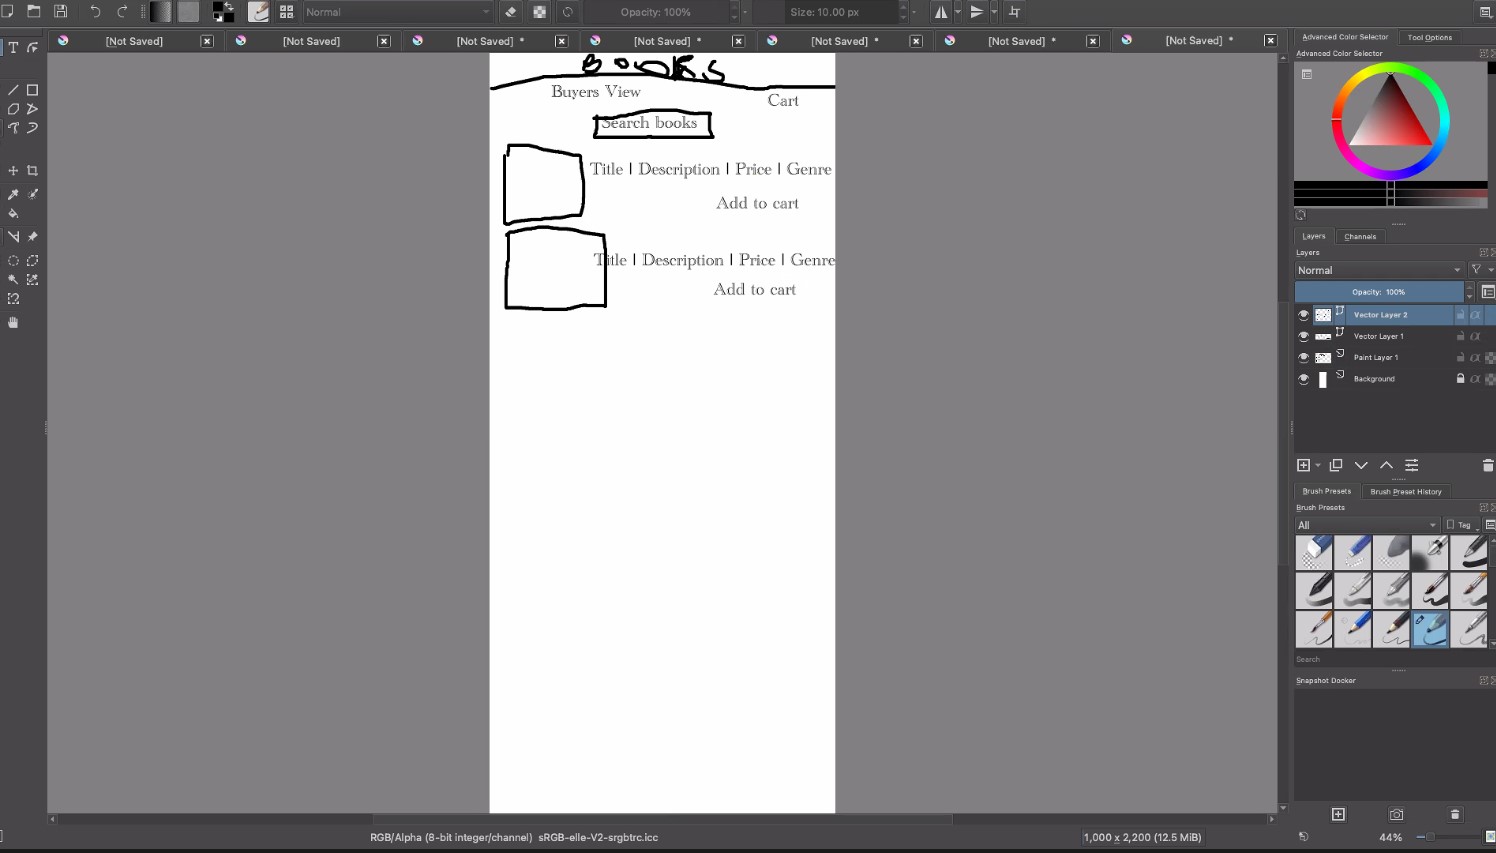 Normal
Opacity: 100%
Size: 10.00 px
[Not Saved]
[Not Saved]
[Not Saved] *
[Not Saved] *
[Not Saved] *
[Not Saved] *
[Not Saved] *
Advanced Color Selector
Tool Options
Advanced Color Selector
BOOKS
Buyers View
Cart
Search books
Title | Description | Price | Genre
Add to cart
Title | Description | Price | Genre
Add to cart
Layers
Channels
Layers
Normal
Opacity: 100%
Vector Layer 2
Vector Layer 1
Paint Layer 1
Background
Brush Presets
Brush Preset History
Brush Presets
All
Tag
Search
Snapshot Docker
RGB/Alpha (8-bit integer/channel) sRGB-elle-V2-srgbtrc.icc
1,000 x 2,200 (12.5 MiB)
44%